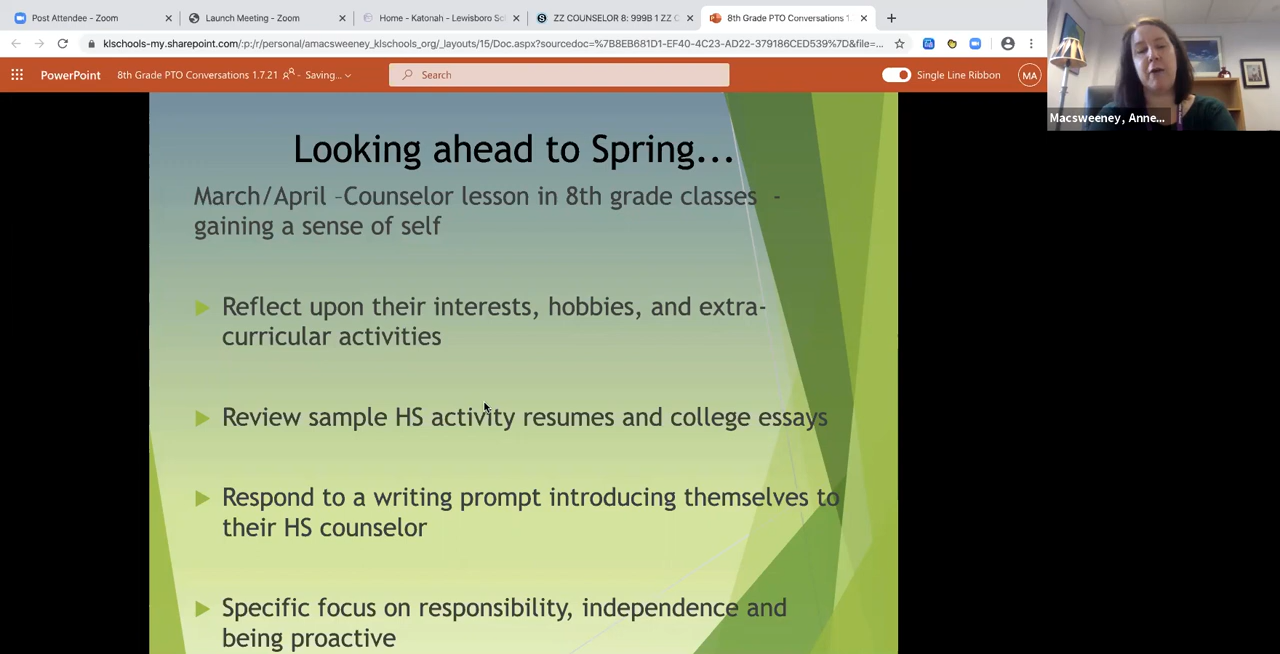 Post Attendee - Zoom
Launch Meeting - Zoom
Home - Katonah - Lewisboro Sc
ZZ COUNSELOR 8: 999B 1 ZZ C
8th Grade PTO Conversations 1
klschools-my.sharepoint.com/:p:/r/personal/amacsweeney_klschools_org/_layouts/15/Doc.aspx?sourcedoc=%7B8EB681D1-EF40-4C23-AD22-379186CED539%7D&file=...
PowerPoint
8th Grade PTO Conversations 1.7.21 - Saving...
Search
Single Line Ribbon
MA
Macsweeney, Anne...
Looking ahead to Spring...
March/April -Counselor lesson in 8th grade classes -
gaining a sense of self
Reflect upon their interests, hobbies, and extra-
curricular activities
Review sample HS activity resumes and college essays
Respond to a writing prompt introducing themselves to
their HS counselor
Specific focus on responsibility, independence and
being proactive